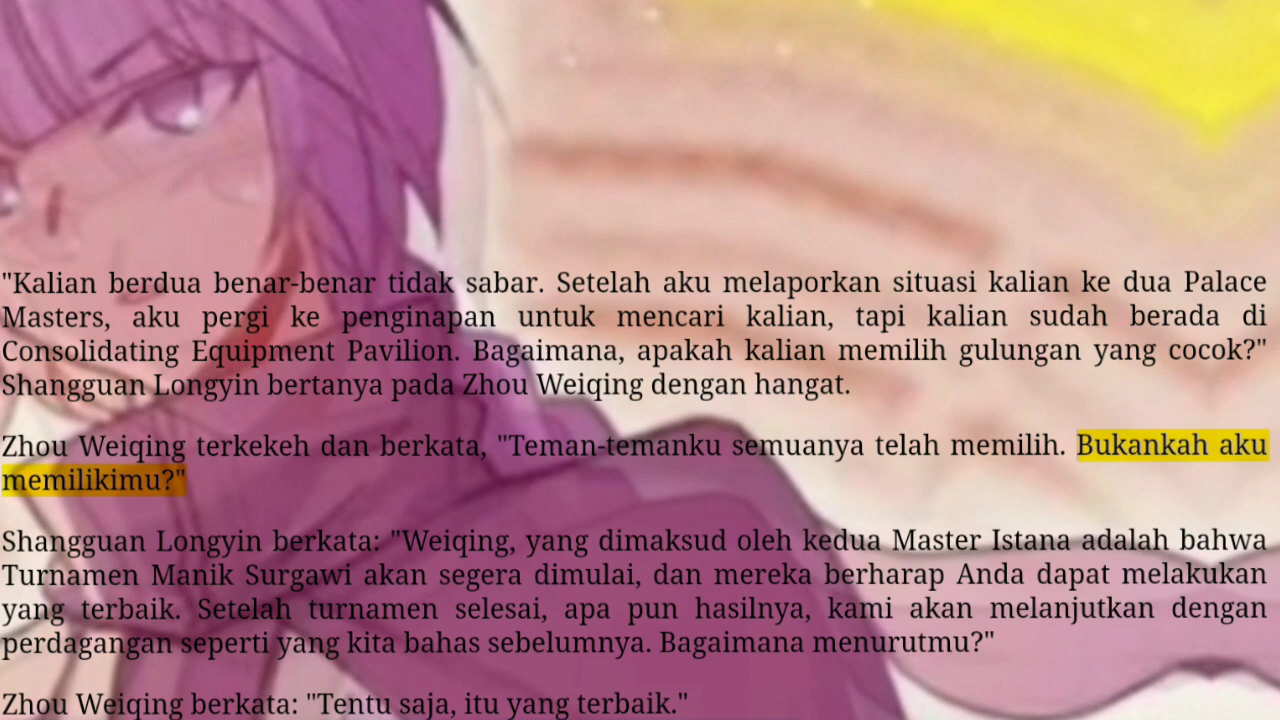 "Kalian berdua benar-benar tidak sabar. Setelah aku melaporkan situasi kalian ke dua Palace
Masters, aku pergi ke penginapan untuk mencari kalian, tapi kalian sudah berada di
Consolidating Equipment Pavilion. Bagaimana, apakah kalian memilih gulungan yang cocok?"
Shangguan Longyin bertanya pada Zhou Weiqing dengan hangat.
Zhou Weiqing terkekeh dan berkata, "Teman-temanku semuanya telah memilih. Bukankah aku
memilikimu?"
Shangguan Longyin berkata: "Weiqing, yang dimaksud oleh kedua Master Istana adalah bahwa
Turnamen Manik Surgawi akan segera dimulai, dan mereka berharap Anda dapat melakukan
yang terbaik. Setelah turnamen selesai, apa pun hasilnya, kami akan melanjutkan dengan
perdagangan seperti yang kita bahas sebelumnya. Bagaimana menurutmu?"
Zhou Weiqing berkata: "Tentu saja, itu yang terbaik."